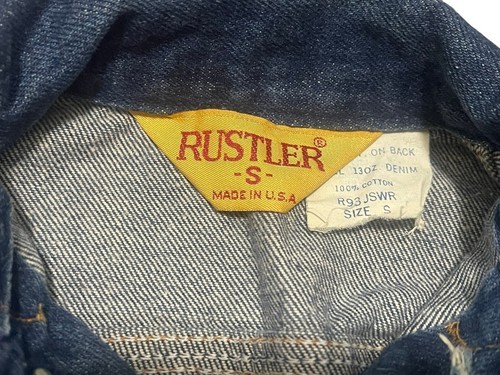 RUSTLER®
-S-
MADE IN U.S.A
ON BACK
13OZ DENIM
100% COTTON
R93JSWR
SIZE S